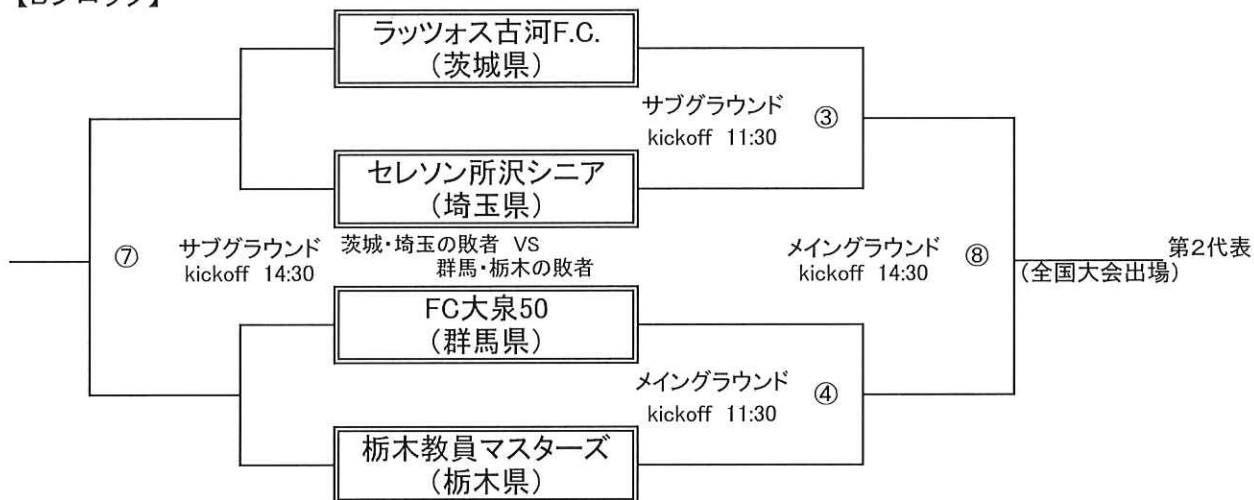 ラッツォス古河F.C.
(茨城県)
サブグラウンド ③
kickoff 11:30
セレソン所沢シニア
(埼玉県)
⑦ サブグラウンド
kickoff 14:30
茨城・埼玉の敗者 VS
群馬・栃木の敗者
メイングラウンド ⑧
kickoff 14:30
第2代表
(全国大会出場)
FC大泉50
(群馬県)
メイングラウンド ④
kickoff 11:30
栃木教員マスターズ
(栃木県)